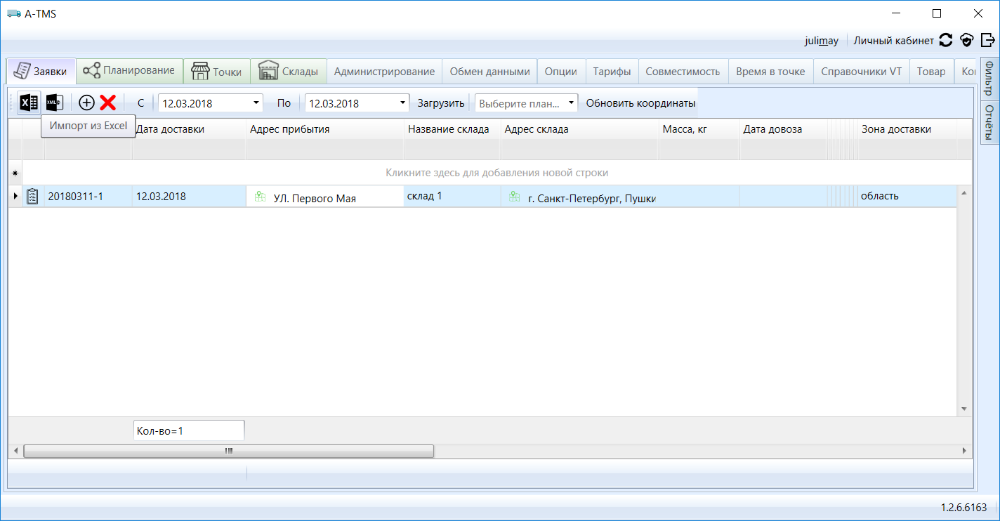 A-TMS
julimay Личный кабинет
Заявки Планирование Точки Склады Администрирование Обмен данными Опции Тарифы Совместимость Время в точке Справочники VT Товар Кон
Фильтр
Отчёты
X XML С 12.03.2018 По 12.03.2018 Загрузить Выберите план... Обновить координаты
Импорт из Excel
Дата доставки Адрес прибытия Название склада Адрес склада Масса, кг Дата довоза Зона доставки
Кликните здесь для добавления новой строки
20180311-1 12.03.2018 УЛ. Первого Мая склад 1 г. Санкт-Петербург, Пушки область
Кол-во=1
1.2.6.6163